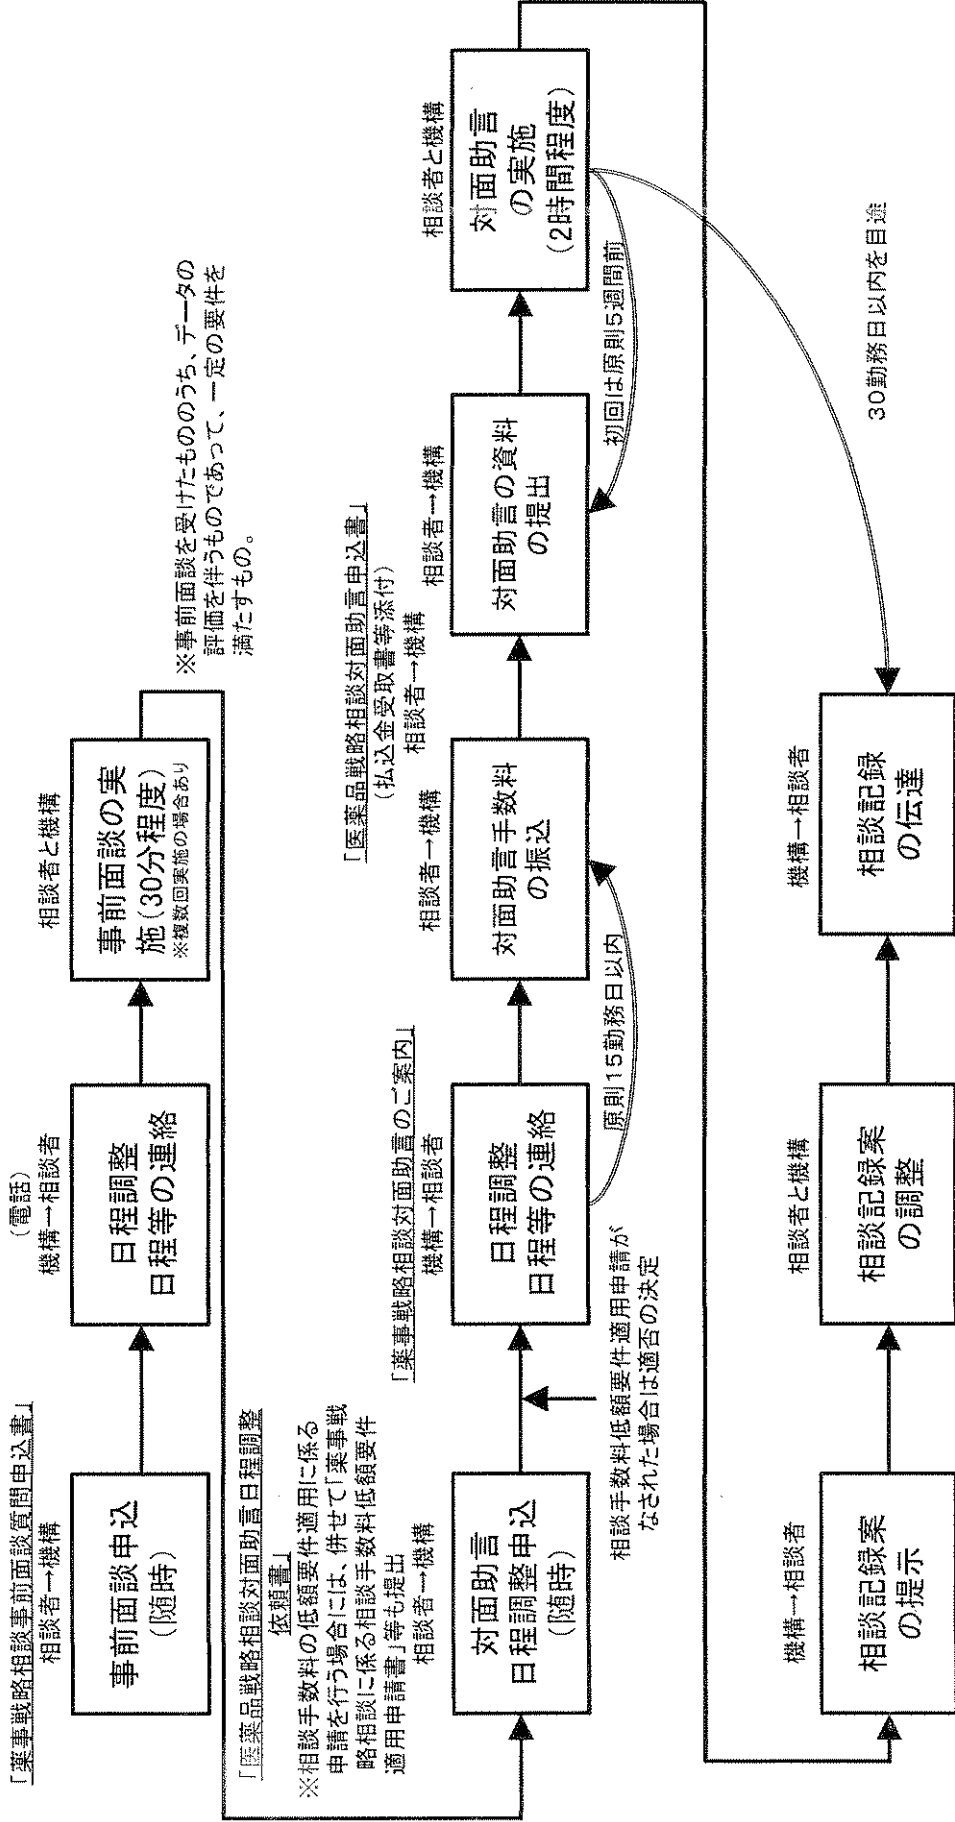 「薬事戦略相談事前面談質問申込書」
相談者→機構
事前面談申込
(随時)
(電話)
機構→相談者
日程調整
日程等の連絡
相談者と機構
事前面談の実
施(30分程度)
※複数回実施の場合あり
※事前面談を受けたもののうち、データの
評価を伴うものであって、一定の要件を
満たすもの。
「医薬品戦略相談対面助言日程調整
依頼書」
※相談手数料の低額要件適用に係る
申請を行う場合には、併せて「薬事戦
略相談に係る相談手数料低額要件
適用申請書」等も提出
相談者→機構
対面助言
日程調整申込
(随時)
相談手数料低額要件適用申請が
なされた場合は適否の決定
「薬事戦略相談対面助言のご案内」
機構→相談者
日程調整
日程等の連絡
原則15勤務日以内
相談者→機構
対面助言手数料
の振込
「医薬品戦略相談対面助言申込書」
(払込金受取書等添付)
相談者→機構
相談者→機構
対面助言の資料
の提出
初回は原則5週間前
相談者と機構
対面助言
の実施
(2時間程度)
30勤務日以内を目途
機構→相談者
相談記録案
の提示
相談者と機構
相談記録案
の調整
機構→相談者
相談記録
の伝達